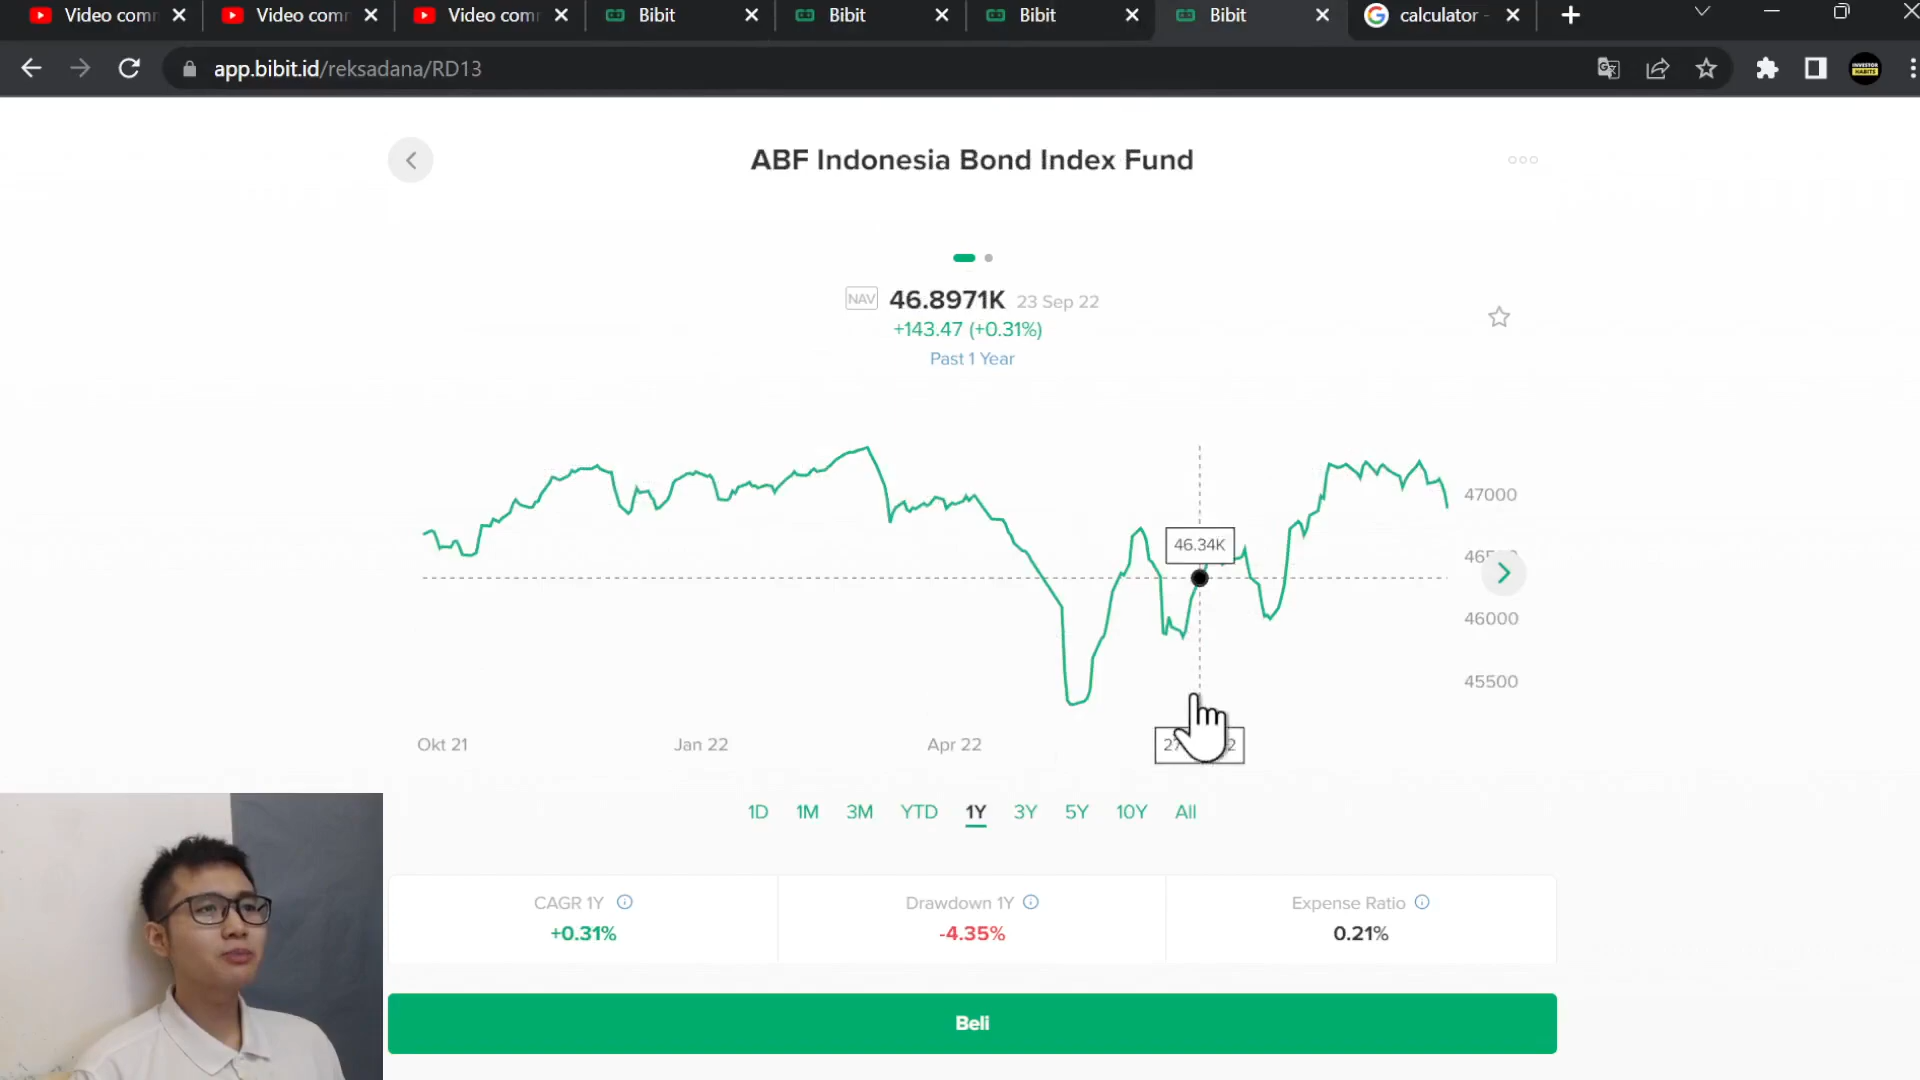 Video com
Video com
Video com
Bibit
Bibit
Bibit
Bibit
calculator -
app.bibit.id/reksadana/RD13
INVESTOR
HABITS
ABF Indonesia Bond Index Fund
NAV 46.8971K 23 Sep 22
+143.47 (+0.31%)
Past 1 Year
47000
46.34K
46000
45500
Okt 21 Jan 22 Apr 22
1D 1M 3M YTD 1Y 3Y 5Y 10Y All
CAGR 1Y Drawdown 1Y Expense Ratio
+0.31% -4.35% 0.21%
Beli